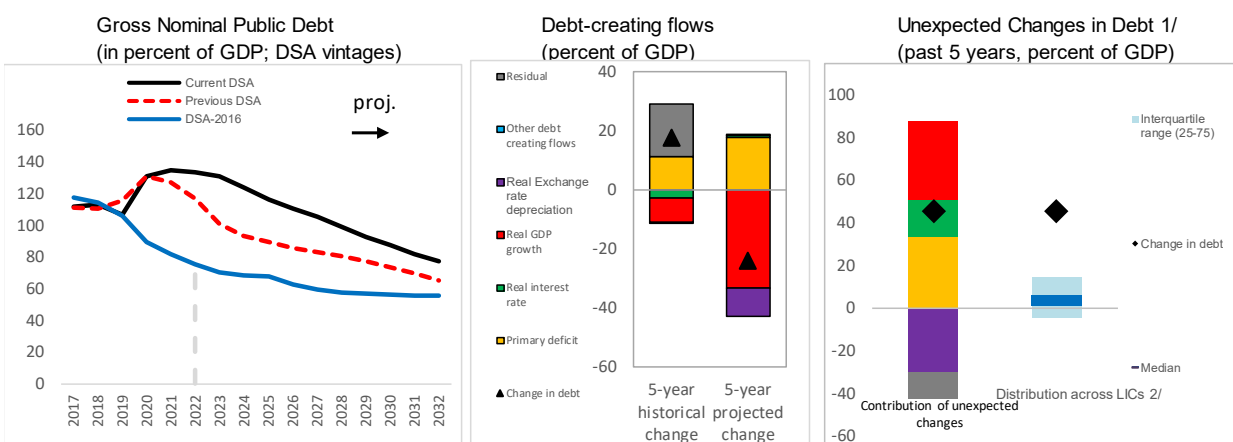 Gross Nominal Public Debt
(in percent of GDP; DSA vintages)
Current DSA
Previous DSA
DSA-2016
proj.
160
140
120
100
80
60
40
20
0
2017
2018
2019
2020
2021
2022
2023
2024
2025
2026
2027
2028
2029
2030
2031
2032
Debt-creating flows
(percent of GDP)
Residual
Other debt
creating flows
Real Exchange
rate
depreciation
Real GDP
growth
Real interest
rate
Primary deficit
Change in debt
40
20
0
-20
-40
-60
5-year
historical
change
5-year
projected
change
Unexpected Changes in Debt 1/
(past 5 years, percent of GDP)
100
80
60
40
20
0
-20
-40
-60
Interquartile
range (25-75)
Change in debt
Median
Distribution across LICs 2/
Contribution of unexpected
changes